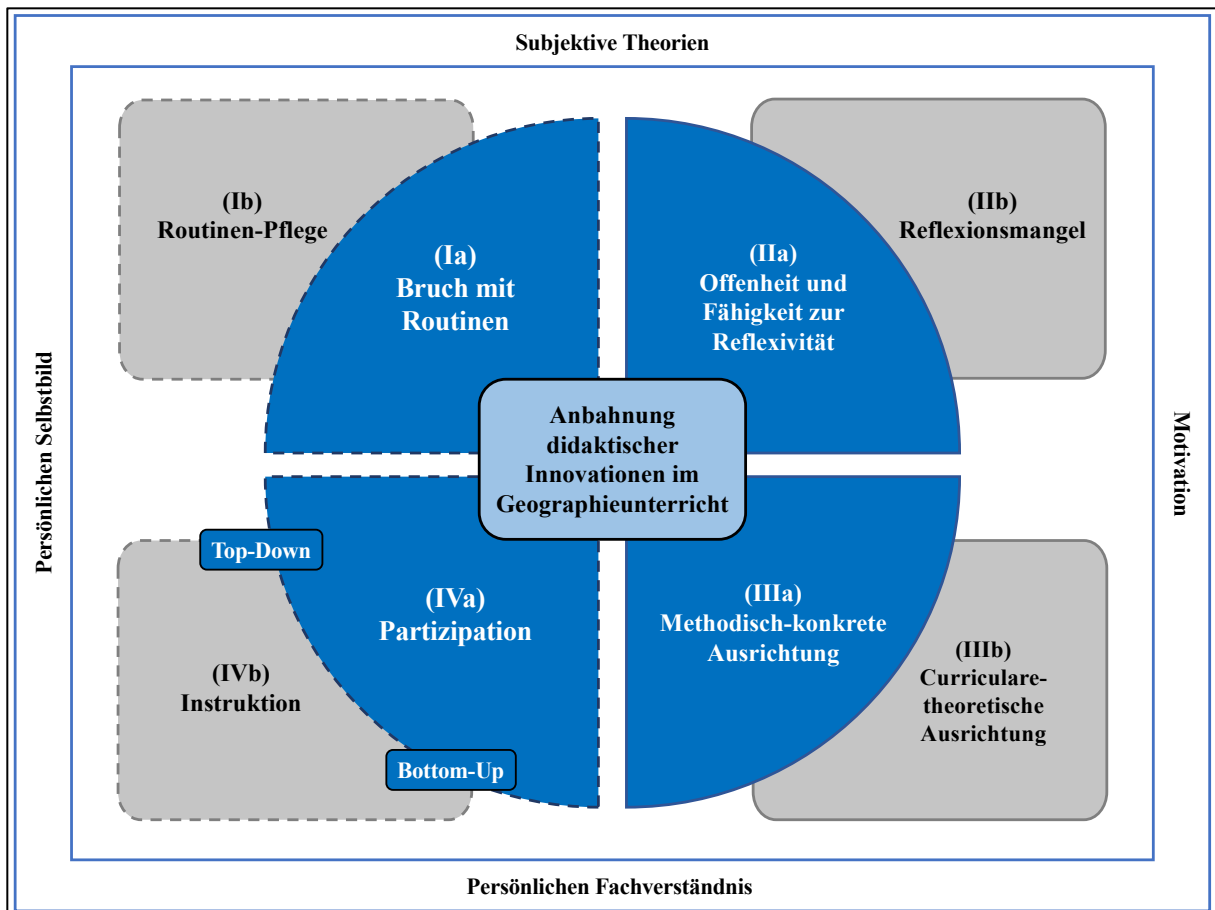 Subjektive Theorien
(Ib)
Routinen-Pflege
(Ia)
Bruch mit
Routinen
(IIa)
Offenheit und
Fähigkeit zur
Reflexivität
(IIb)
Reflexionsmangel
Persönlichen Selbstbild
Anbahnung
didaktischer
Innovationen im
Geographieunterricht
Motivation
Top-Down
(IVa)
Partizipation
(IVb)
Instruktion
Bottom-Up
(IIIa)
Methodisch-konkrete
Ausrichtung
(IIIb)
Curriculare-
theoretische
Ausrichtung
Persönlichen Fachverständnis